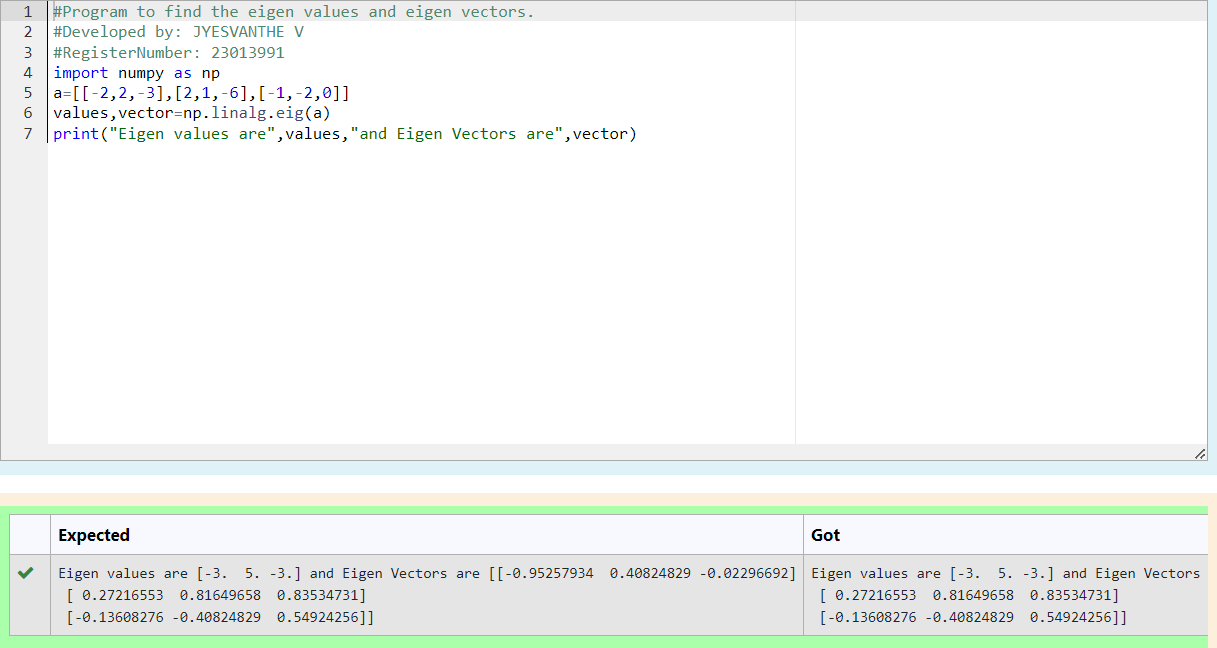 1 #Program to find the eigen values and eigen vectors.
2 #Developed by: JYESVANTHE V
3 #RegisterNumber: 23013991
4 import numpy as np
5 a=[[-2,2,-3],[2,1,-6],[-1,-2,0]]
6 values,vector=np.linalg.eig(a)
7 print("Eigen values are",values,"and Eigen Vectors are",vector)
Expected Got
Eigen values are [-3.  5. -3.] and Eigen Vectors are [[-0.95257934  0.40824829 -0.02296692] Eigen values are [-3.  5. -3.] and Eigen Vectors
[ 0.27216553  0.81649658  0.83534731] [ 0.27216553  0.81649658  0.83534731]
[-0.13608276 -0.40824829  0.54924256]] [-0.13608276 -0.40824829  0.54924256]]